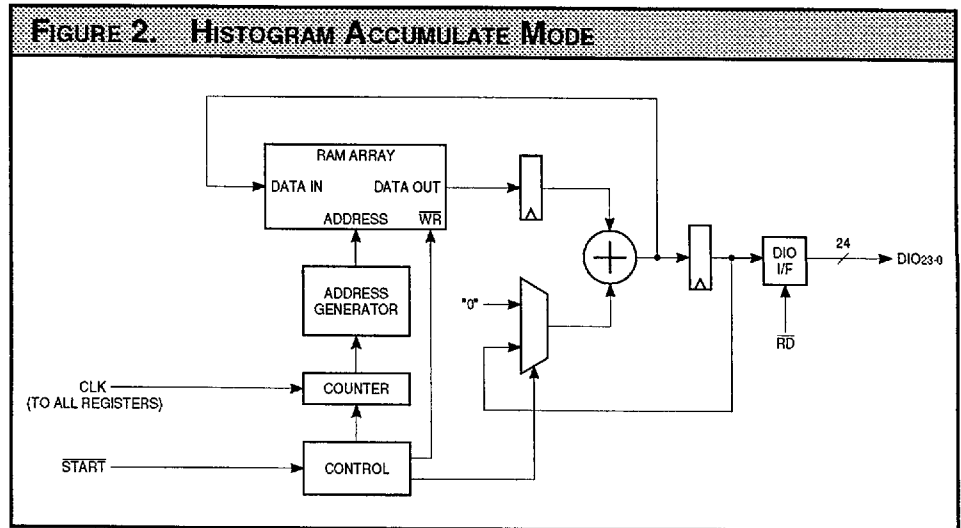 FIGURE 2. HISTOGRAM ACCUMULATE MODE
RAM ARRAY
DATA IN DATA OUT
ADDRESS WR
ADDRESS
GENERATOR
"0"
24
DIO
I/F
DIO23-0
RD
CLK
(TO ALL REGISTERS)
COUNTER
START
CONTROL